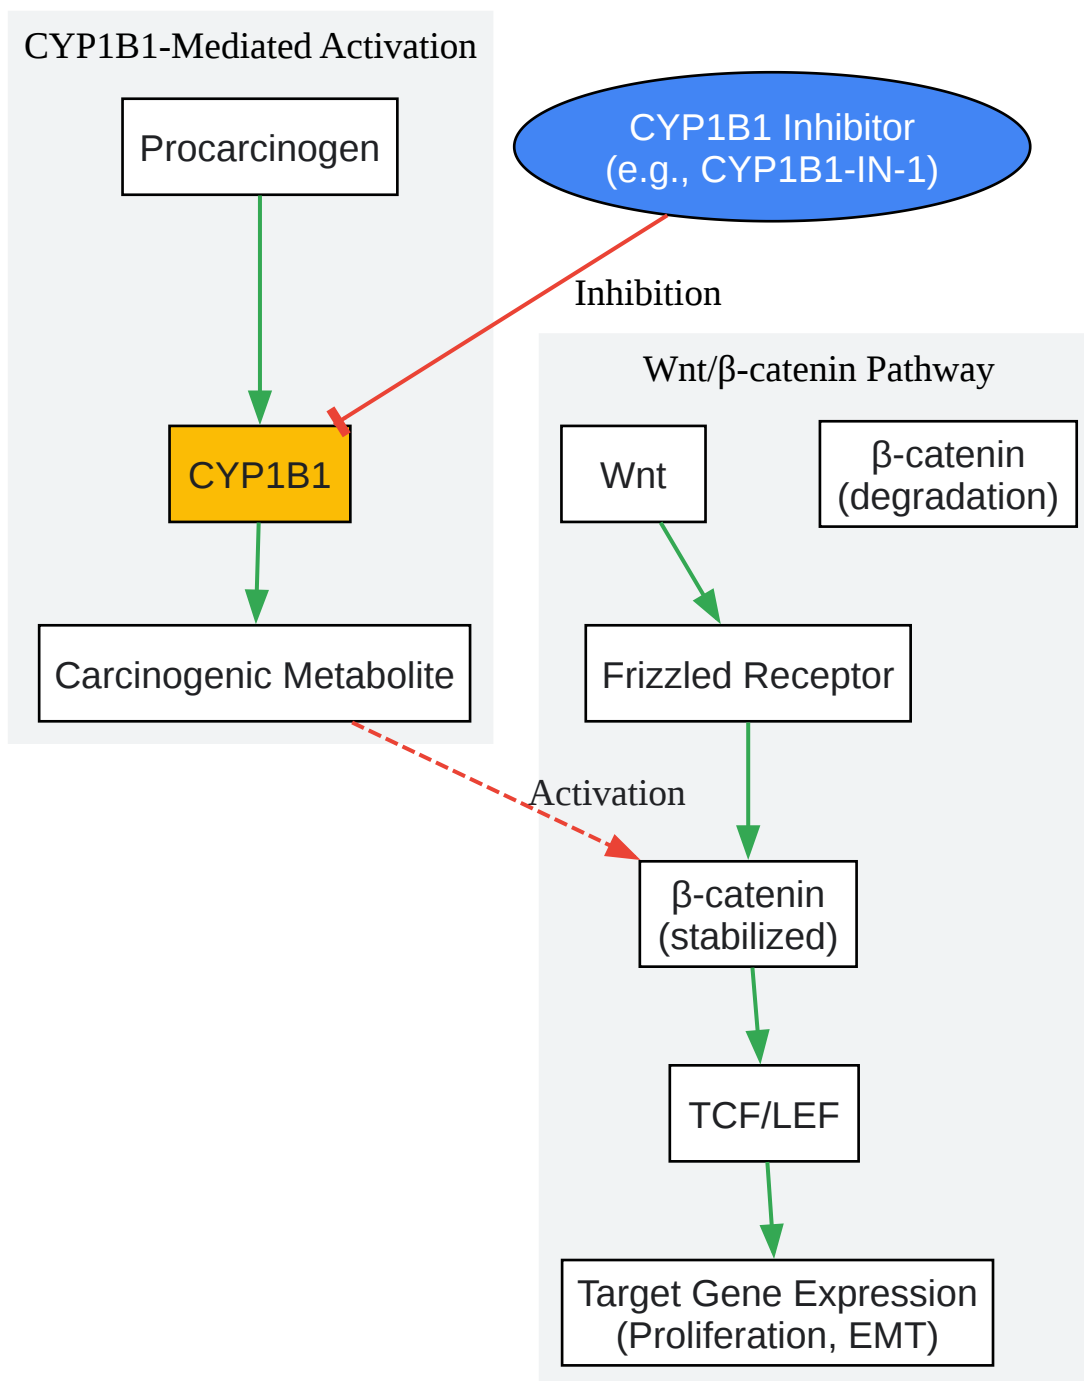 CYP1B1-Mediated Activation
Procarcinogen
CYP1B1 Inhibitor
(e.g., CYP1B1-IN-1)
Inhibition
Wnt/β-catenin Pathway
CYP1B1
Wnt
β-catenin
(degradation)
Carcinogenic Metabolite
Frizzled Receptor
Activation
β-catenin
(stabilized)
TCF/LEF
Target Gene Expression
(Proliferation, EMT)